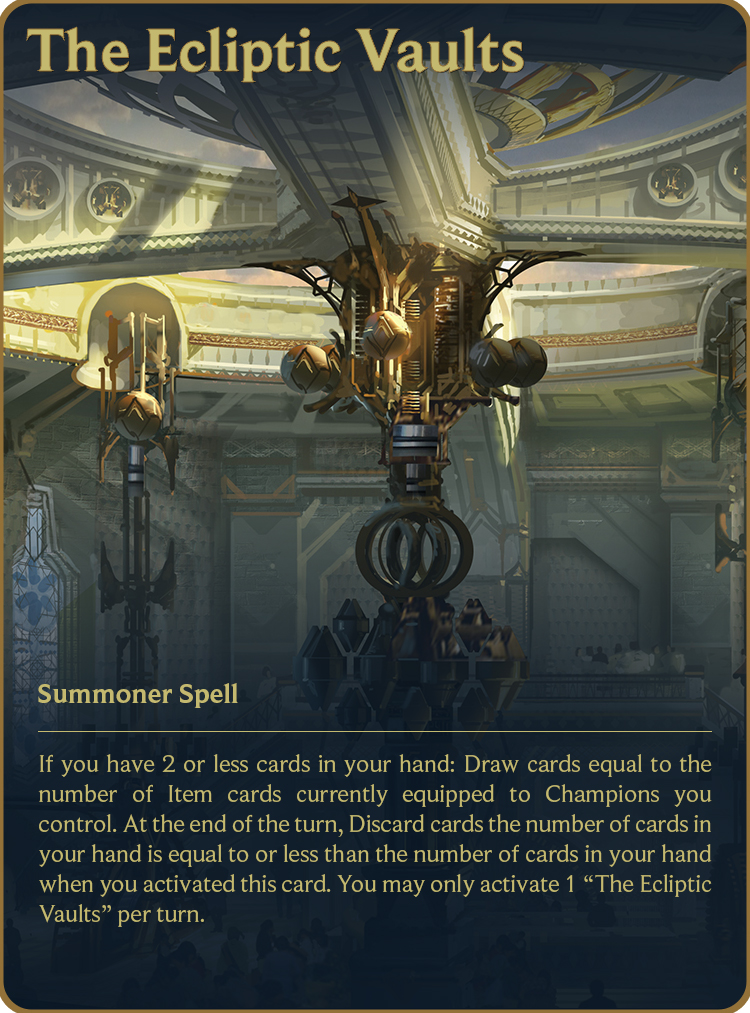 The Ecliptic Vaults
Summoner Spell
If you have 2 or less cards in your hand: Draw cards equal to the
number of Item cards currently equipped to Champions you
control. At the end of the turn, Discard cards the number of cards in
your hand is equal to or less than the number of cards in your hand
when you activated this card. You may only activate 1 “The Ecliptic
Vaults” per turn.